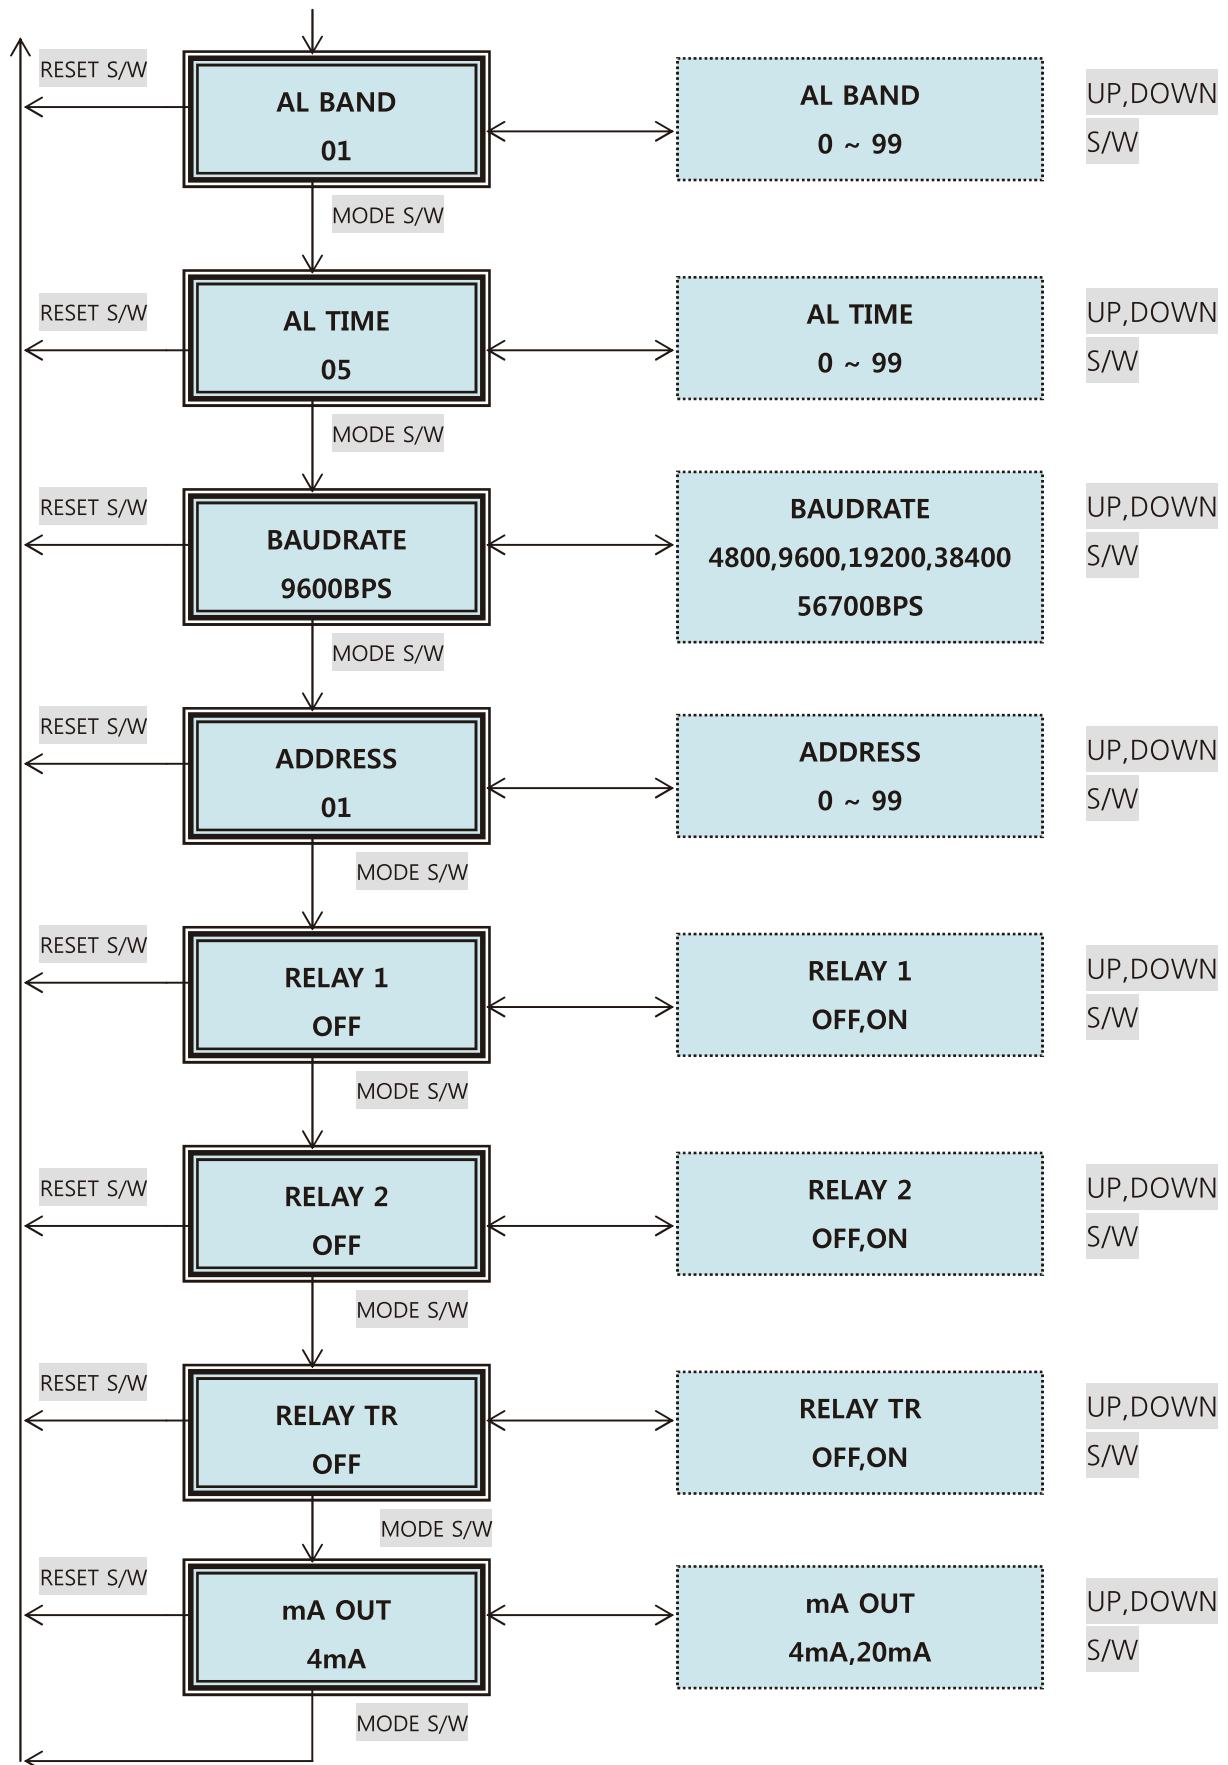 RESET S/W
AL BAND
01
AL BAND
0 ~ 99
UP,DOWN
S/W
MODE S/W
RESET S/W
AL TIME
05
AL TIME
0 ~ 99
UP,DOWN
S/W
MODE S/W
RESET S/W
BAUDRATE
9600BPS
BAUDRATE
4800,9600,19200,38400
56700BPS
UP,DOWN
S/W
MODE S/W
RESET S/W
ADDRESS
01
ADDRESS
0 ~ 99
UP,DOWN
S/W
MODE S/W
RESET S/W
RELAY 1
OFF
RELAY 1
OFF,ON
UP,DOWN
S/W
MODE S/W
RESET S/W
RELAY 2
OFF
RELAY 2
OFF,ON
UP,DOWN
S/W
MODE S/W
RESET S/W
RELAY TR
OFF
RELAY TR
OFF,ON
UP,DOWN
S/W
MODE S/W
RESET S/W
mA OUT
4mA
mA OUT
4mA,20mA
UP,DOWN
S/W
MODE S/W